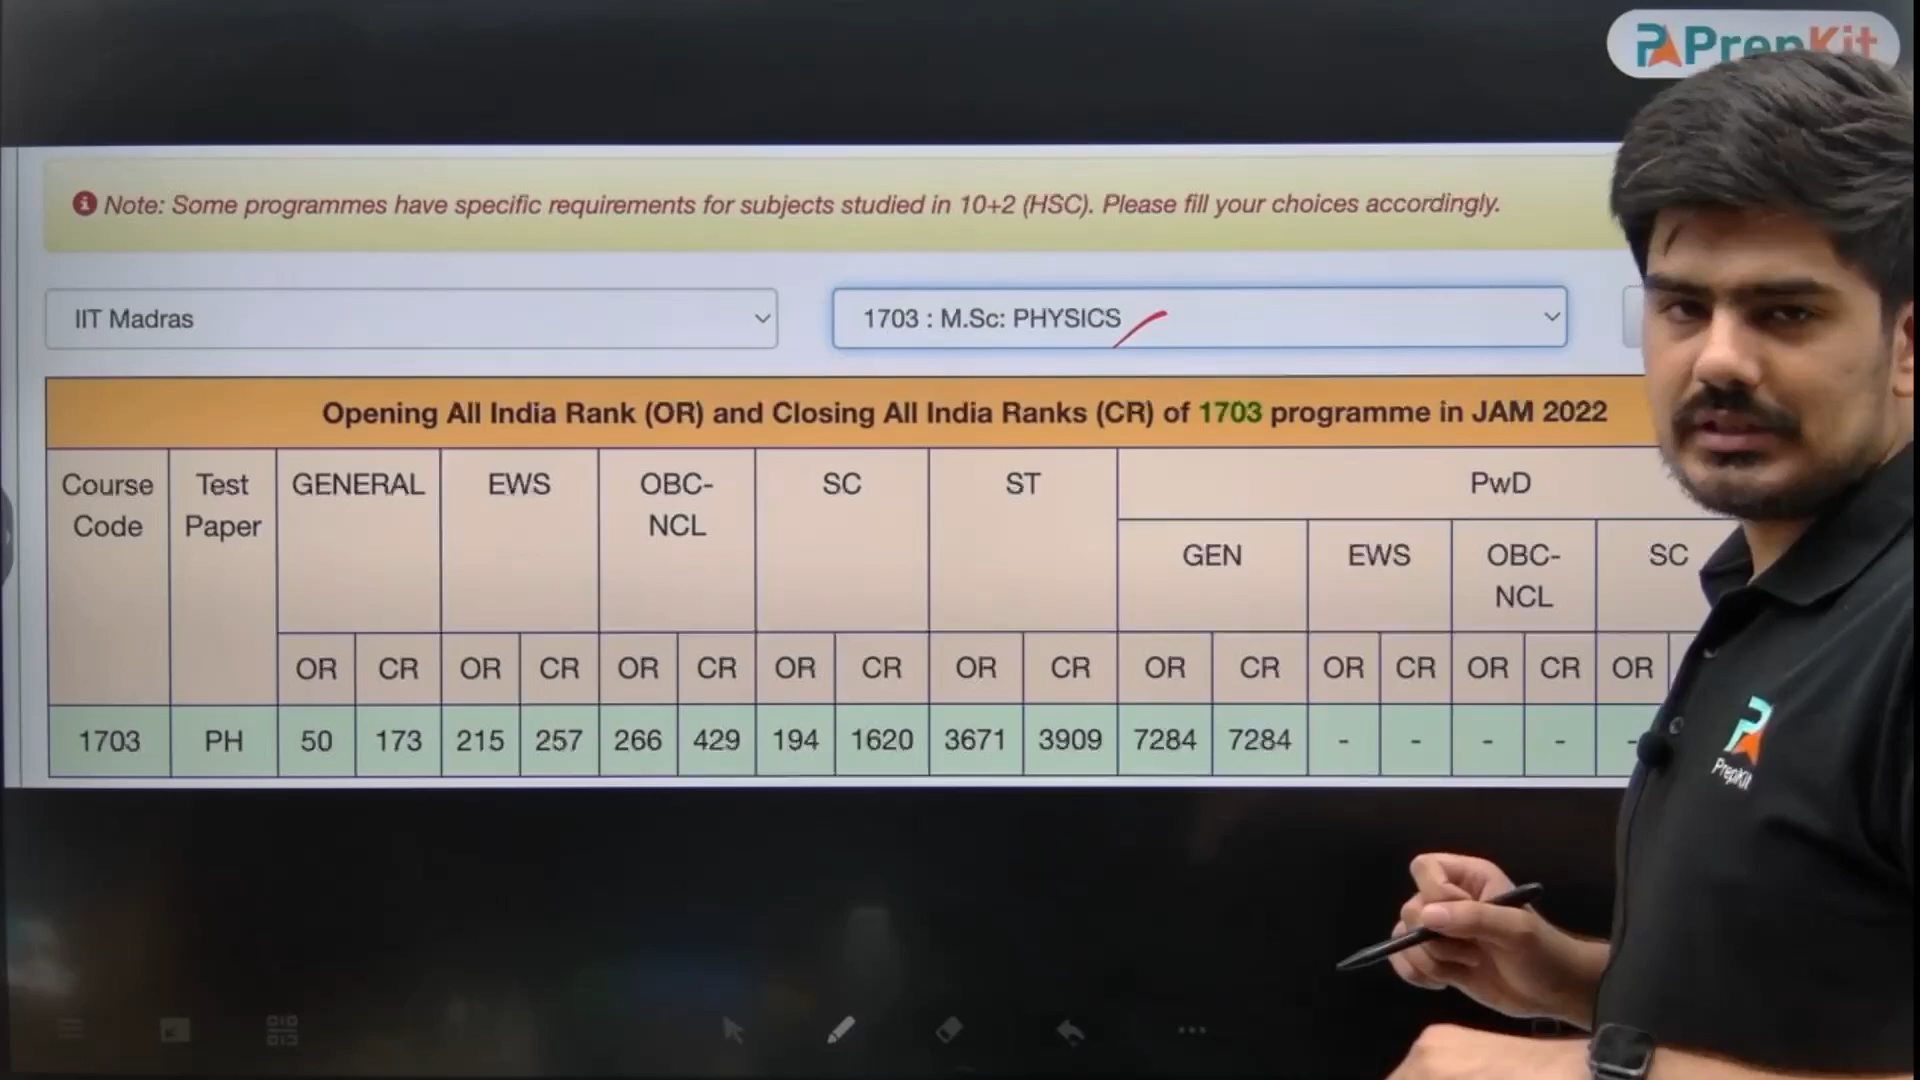 PrepKit
Note: Some programmes have specific requirements for subjects studied in 10+2 (HSC). Please fill your choices accordingly.
IIT Madras
1703 : M.Sc: PHYSICS
Opening All India Rank (OR) and Closing All India Ranks (CR) of 1703 programme in JAM 2022
Course Code Test Paper GENERAL EWS OBC-NCL SC ST PwD
GEN EWS OBC-NCL SC
OR CR OR CR OR CR OR CR OR CR OR CR OR CR OR CR OR
1703 PH 50 173 215 257 266 429 194 1620 3671 3909 7284 7284 - - - - -
PrepKit